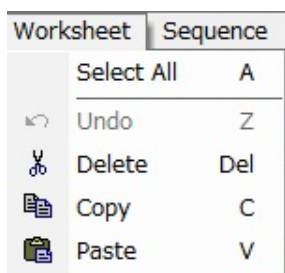 Worksheet Sequence
Select All A
Undo Z
Delete Del
Copy C
Paste V